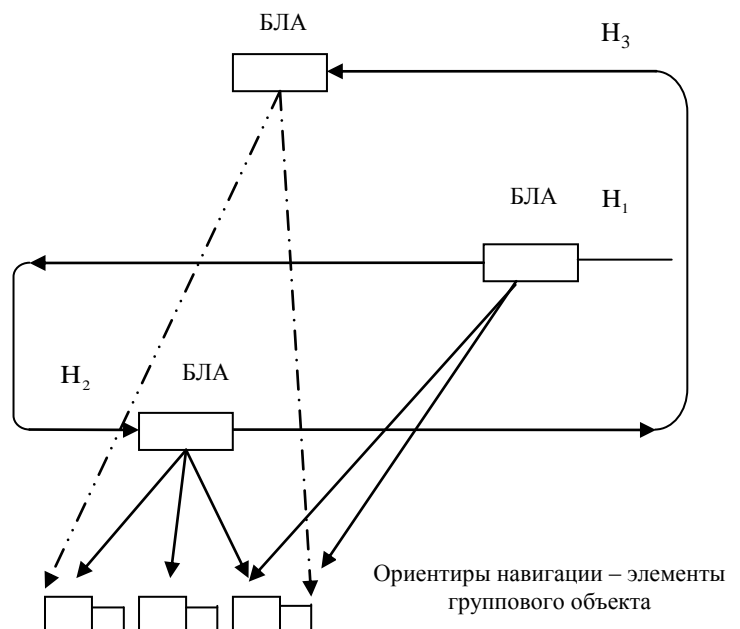 БЛА
H3
БЛА
H1
H2
БЛА
Ориентиры навигации – элементы
группового объекта